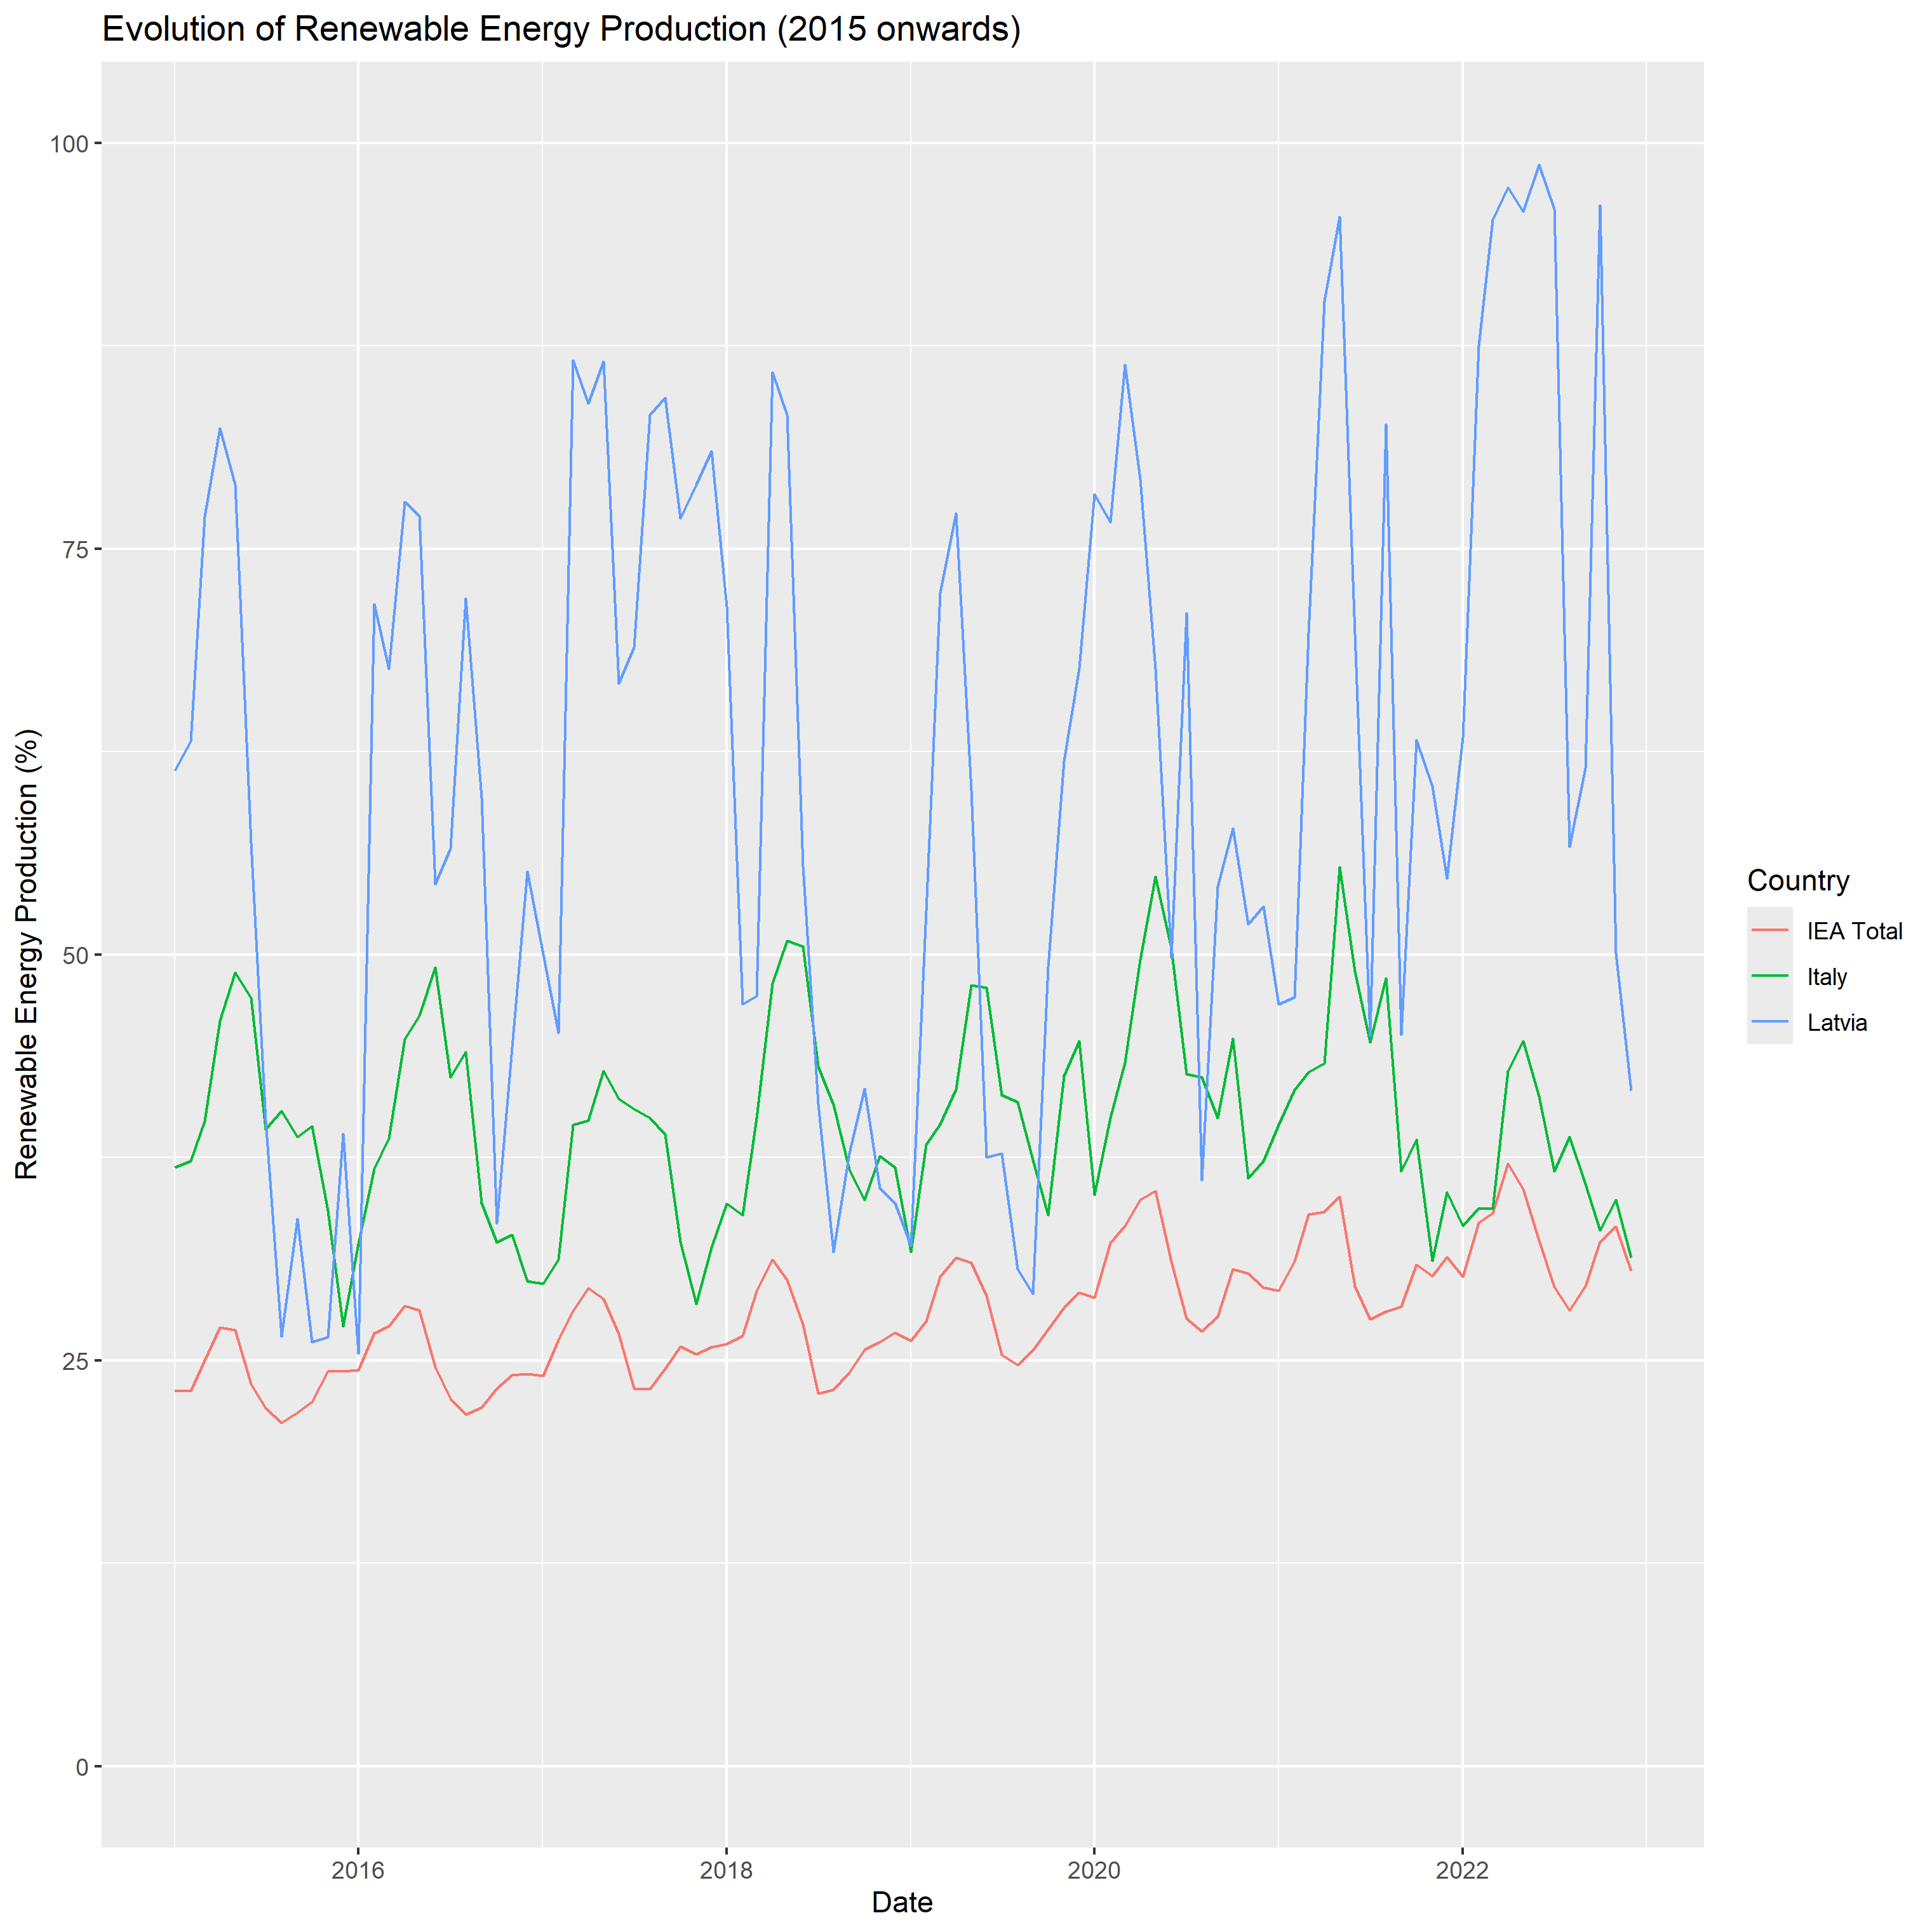 Evolution of Renewable Energy Production (2015 onwards)
Renewable Energy Production (%)
100
75
50
25
0
2016
2018
2020
2022
Date
Country
IEA Total
Italy
Latvia